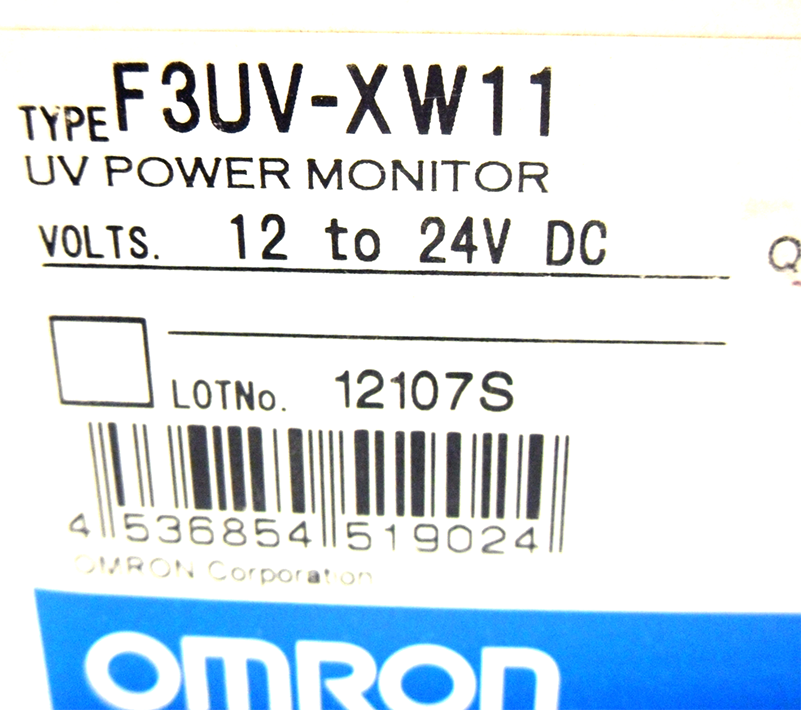 TYPE F3UV-XW11
UV POWER MONITOR
VOLTS. 12 to 24V DC
Q
LOTNo. 12107S
4 536854 519024
OMRON Corporation
OMRON